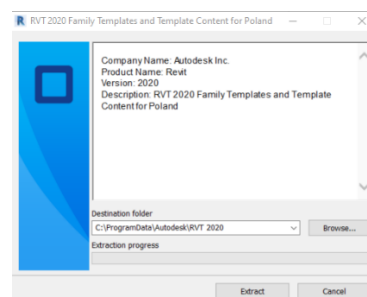 RVT 2020 Family Templates and Template Content for Poland
Company Name: Autodesk Inc.
Product Name: Revit
Version: 2020
Description: RVT 2020 Family Templates and Template
Content for Poland
Destination folder
C:\ProgramData\Autodesk\RVT 2020
Browse...
Extraction progress
Extract
Cancel